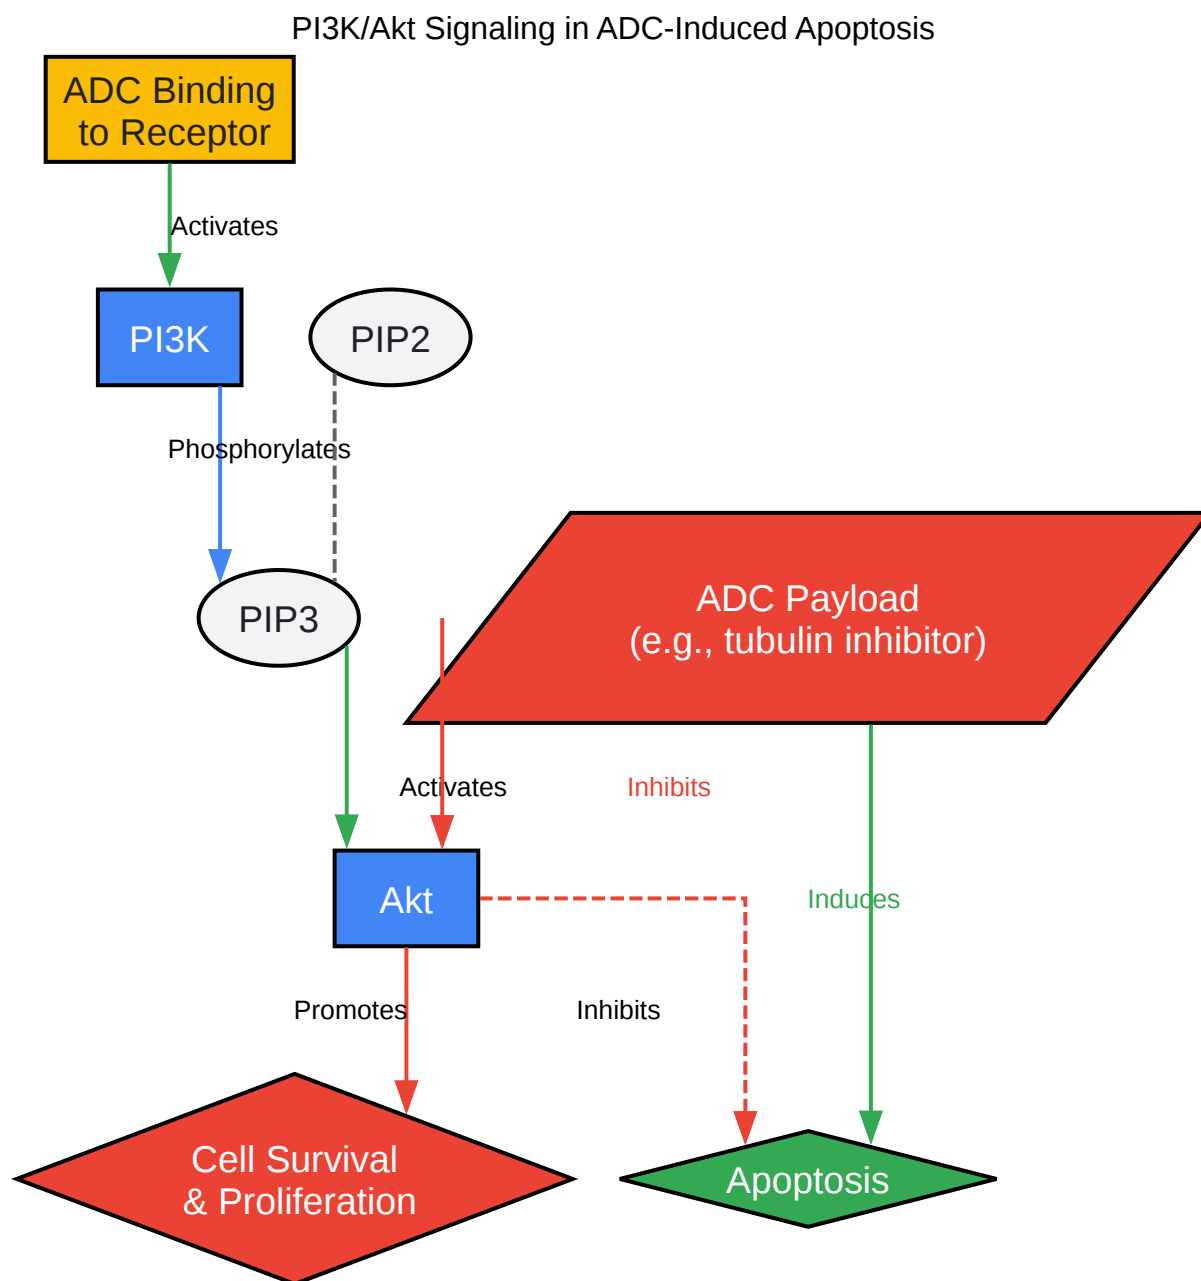 PI3K/Akt Signaling in ADC-Induced Apoptosis
ADC Binding
to Receptor
Activates
PI3K
PIP2
Phosphorylates
ADC Payload
(e.g., tubulin inhibitor)
PIP3
Activates
Inhibits
Akt
Induces
Promotes
Inhibits
Cell Survival
& Proliferation
Apoptosis